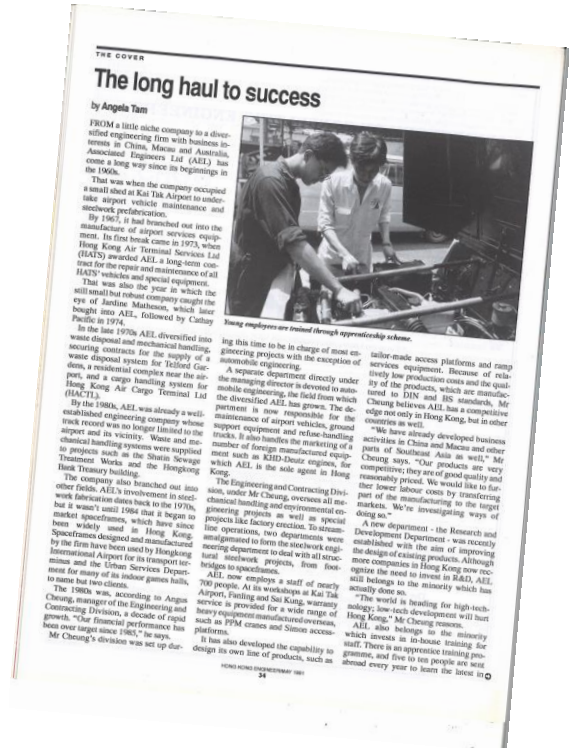 THE COVER
The long haul to success
by Angela Tam
FROM a little niche company to a diver-
sified engineering firm with business in-
terests in China, Macau and Australia,
Associated Engineers Ltd (AEL) has
come a long way since its beginnings in
the 1960s.
That was when the company occupied
a small shed at Kai Tak Airport to under-
take airport vehicle maintenance and
steelwork prefabrication.
By 1967, it had branched out into the
manufacture of airport services equip-
ment. Its first break came in 1973, when
Hong Kong Air Terminal Services Ltd
(HATS) awarded AEL a long-term con-
tract for the repair and maintenance of all
HATS' vehicles and special equipment.
That was also the year in which the
still small but robust company caught the
eye of Jardine Matheson, which later
bought into AEL, followed by Cathay
Pacific in 1974.
In the late 1970s AEL diversified into
waste disposal and mechanical handling,
securing contracts for the supply of a
waste disposal system for Telford Gar-
dens, a residential complex near the air-
port, and a cargo handling system for
Hong Kong Air Cargo Terminal Ltd
(HACTL).
By the 1980s, AEL was already a well-
established engineering company whose
track record was no longer limited to the
airport and its vicinity. Waste and me-
chanical handling systems were supplied
to projects such as the Shatin Sewage
Treatment Works and the Hongkong
Bank Treasury building.
The company also branched out into
other fields. AEL's involvement in steel-
work fabrication dates back to the 1970s,
but it wasn't until 1984 that it began to
market spaceframes, which have since
been widely used in Hong Kong.
Spaceframes designed and manufactured
by the firm have been used by Hongkong
International Airport for its transport ter-
minus and the Urban Services Depart-
ment for many of its indoor games halls,
to name but two clients.
The 1980s was, according to Angus
Cheung, manager of the Engineering and
Contracting Division, a decade of rapid
growth. "Our financial performance has
been over target since 1985," he says.
Mr Cheung's division was set up dur-
Young employees are trained through apprenticeship scheme.
ing this time to be in charge of most en-
gineering projects with the exception of
automobile engineering.
A separate department directly under
the managing director is devoted to auto-
mobile engineering, the field from which
the diversified AEL has grown. The de-
partment is now responsible for the
maintenance of airport vehicles, ground
support equipment and refuse-handling
trucks. It also handles the marketing of a
number of foreign manufactured equip-
ment such as KHD-Deutz engines, for
which AEL is the sole agent in Hong
Kong.
The Engineering and Contracting Divi-
sion, under Mr Cheung, oversees all me-
chanical handling and environmental en-
gineering projects as well as special
projects like factory erection. To stream-
line operations, two departments were
amalgamated to form the steelwork engi-
neering department to deal with all struc-
tural steelwork projects, from foot-
bridges to spaceframes.
AEL now employs a staff of nearly
700 people. At its workshops at Kai Tak
Airport, Fanling and Sai Kung, warranty
service is provided for a wide range of
heavy equipment manufactured overseas,
such as PPM cranes and Simon access-
platforms.
It has also developed the capability to
design its own line of products, such as
tailor-made access platforms and ramp
services equipment. Because of rela-
tively low production costs and the qual-
ity of the products, which are manufac-
tured to DIN and BS standards, Mr
Cheung believes AEL has a competitive
edge not only in Hong Kong, but in other
countries as well.
"We have already developed business
activities in China and Macau and other
parts of Southeast Asia as well," Mr
Cheung says. "Our products are very
competitive; they are of good quality and
reasonably priced. We would like to fur-
ther lower labour costs by transferring
part of the manufacturing to the target
markets. We're investigating ways of
doing so."
A new department - the Research and
Development Department - was recently
established with the aim of improving
the design of existing products. Although
more companies in Hong Kong now rec-
ognize the need to invest in R&D, AEL
still belongs to the minority which has
actually done so.
"The world is heading for high-tech-
nology; low-tech development will hurt
Hong Kong," Mr Cheung reasons.
AEL also belongs to the minority
which invests in in-house training for
staff. There is an apprentice training pro-
gramme, and five to ten people are sent
abroad every year to learn the latest in
HONG KONG ENGINEER/MAY 1991
34